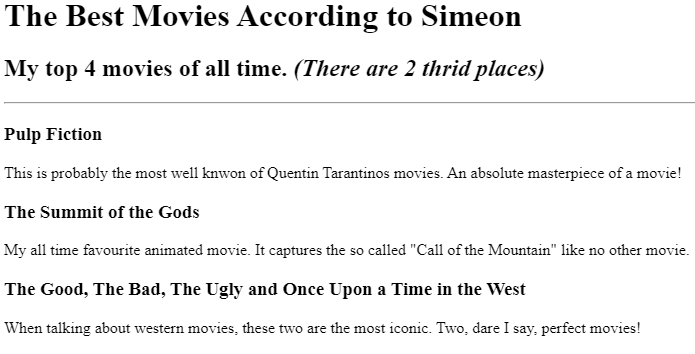 The Best Movies According to Simeon
My top 4 movies of all time. (There are 2 thrid places)
Pulp Fiction
This is probably the most well knwon of Quentin Tarantinos movies. An absolute masterpiece of a movie!
The Summit of the Gods
My all time favourite animated movie. It captures the so called "Call of the Mountain" like no other movie.
The Good, The Bad, The Ugly and Once Upon a Time in the West
When talking about western movies, these two are the most iconic. Two, dare I say, perfect movies!